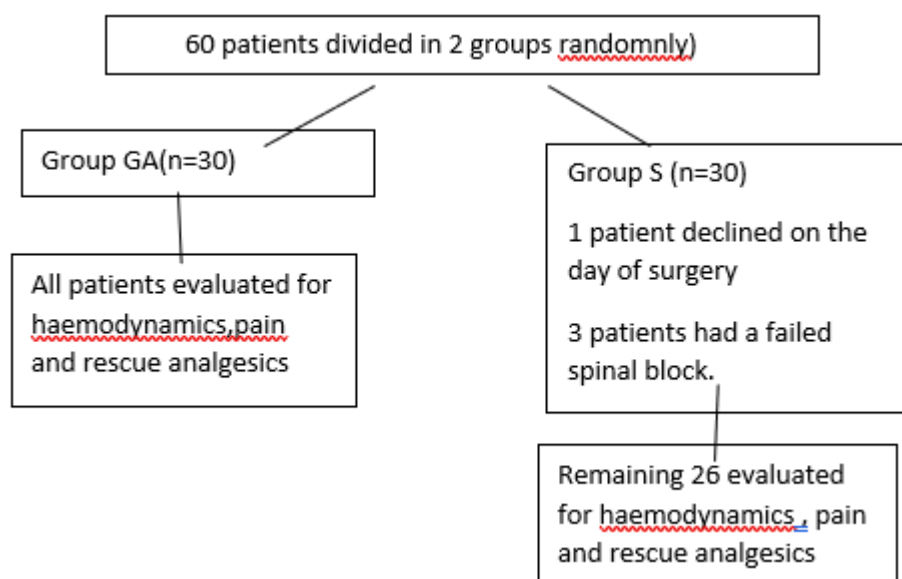 60 patients divided in 2 groups randomnly)
Group GA(n=30)
All patients evaluated for
haemodynamics,pain
and rescue analgesics
Group S (n=30)
1 patient declined on the
day of surgery
3 patients had a failed
spinal block.
Remaining 26 evaluated
for haemodynamics , pain
and rescue analgesics